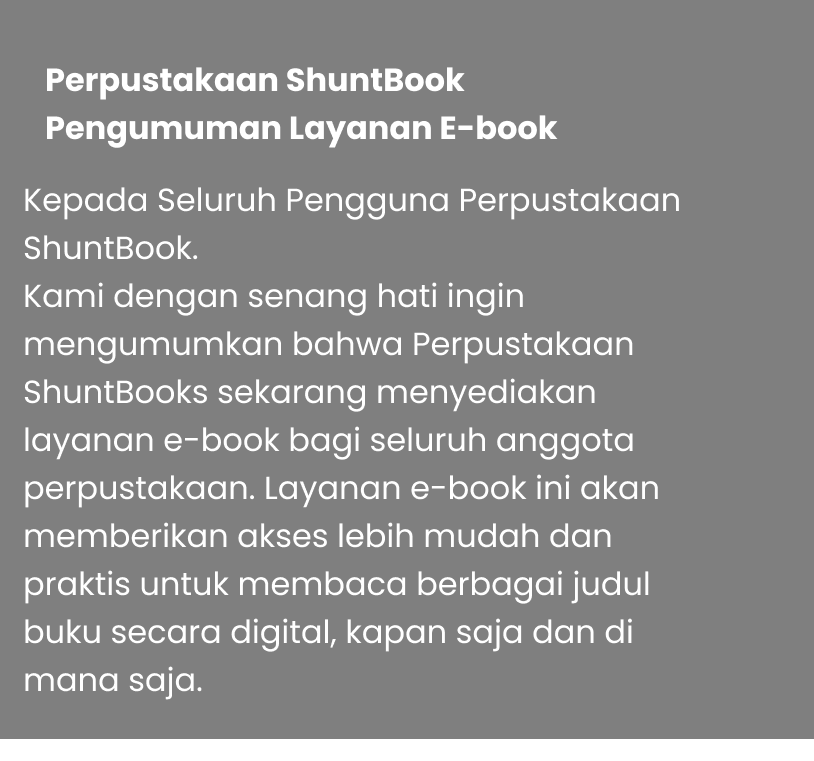 Perpustakaan ShuntBook
Pengumuman Layanan E-book
Kepada Seluruh Pengguna Perpustakaan
ShuntBook.
Kami dengan senang hati ingin
mengumumkan bahwa Perpustakaan
ShuntBooks sekarang menyediakan
layanan e-book bagi seluruh anggota
perpustakaan. Layanan e-book ini akan
memberikan akses lebih mudah dan
praktis untuk membaca berbagai judul
buku secara digital, kapan saja dan di
mana saja.